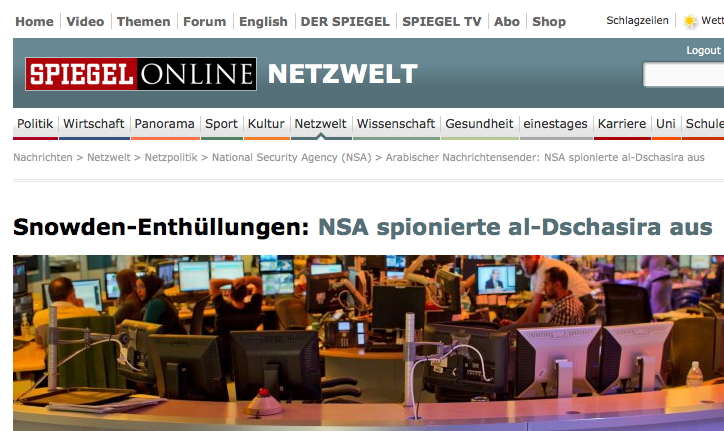 Home | Video | Themen | Forum | English | DER SPIEGEL | SPIEGEL TV | Abo | Shop Schlagzeilen | Wett
Logout
SPIEGEL ONLINE NETZWELT
Politik | Wirtschaft | Panorama | Sport | Kultur | Netzwelt | Wissenschaft | Gesundheit | einestages | Karriere | Uni | Schule
Nachrichten > Netzwelt > Netzpolitik > National Security Agency (NSA) > Arabischer Nachrichtensender: NSA spionierte al-Dschasira aus
Snowden-Enthüllungen: NSA spionierte al-Dschasira aus